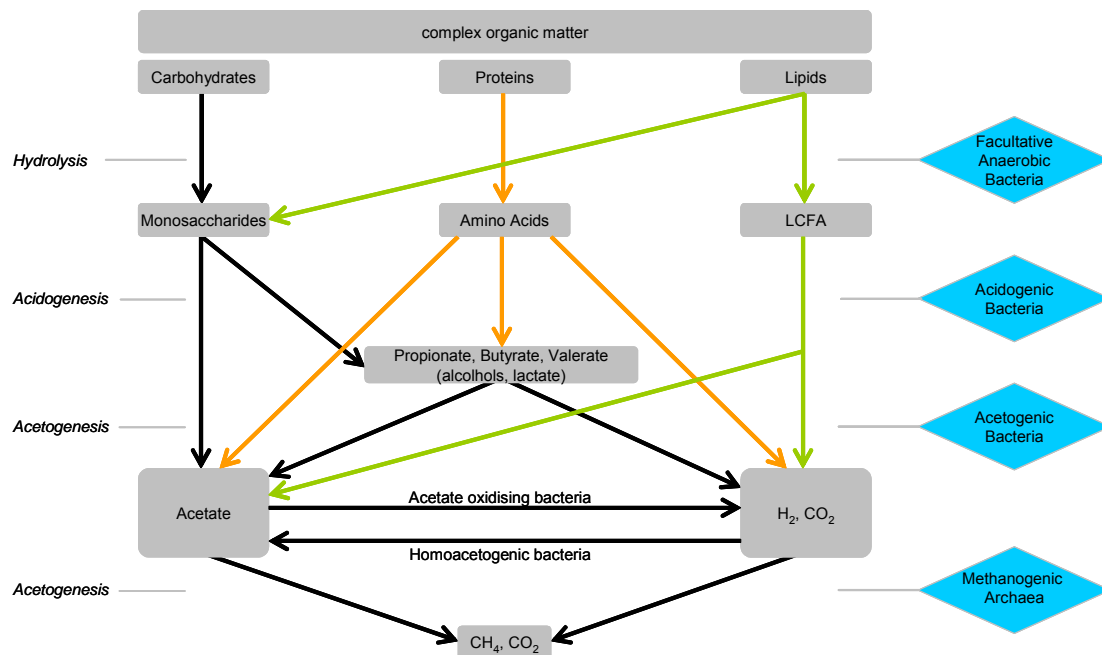 complex organic matter
Carbohydrates
Proteins
Lipids
Hydrolysis
Facultative
Anaerobic
Bacteria
Monosaccharides
Amino Acids
LCFA
Acidogenesis
Acidogenic
Bacteria
Propionate, Butyrate, Valerate
(alcolhols, lactate)
Acetogenesis
Acetogenic
Bacteria
Acetate
Acetate oxidising bacteria
H2, CO2
Homoacetogenic bacteria
Acetogenesis
Methanogenic
Archaea
CH4, CO2